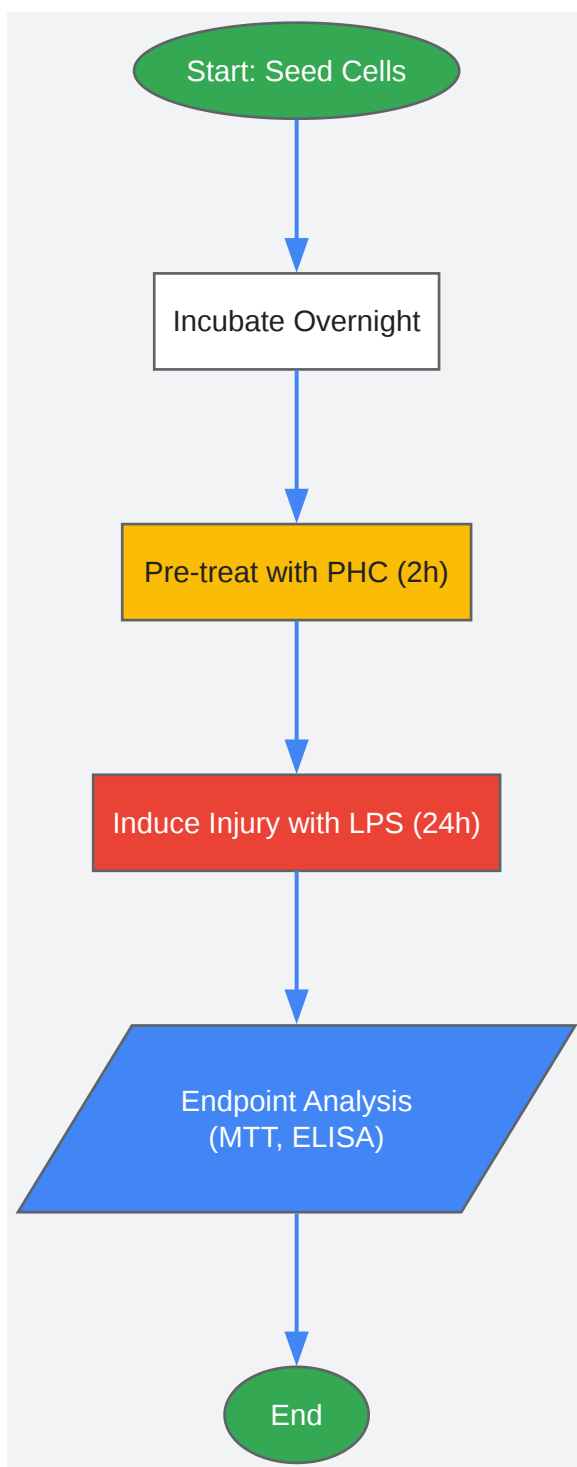 Start: Seed Cells
Incubate Overnight
Pre-treat with PHC (2h)
Induce Injury with LPS (24h)
Endpoint Analysis
(MTT, ELISA)
End